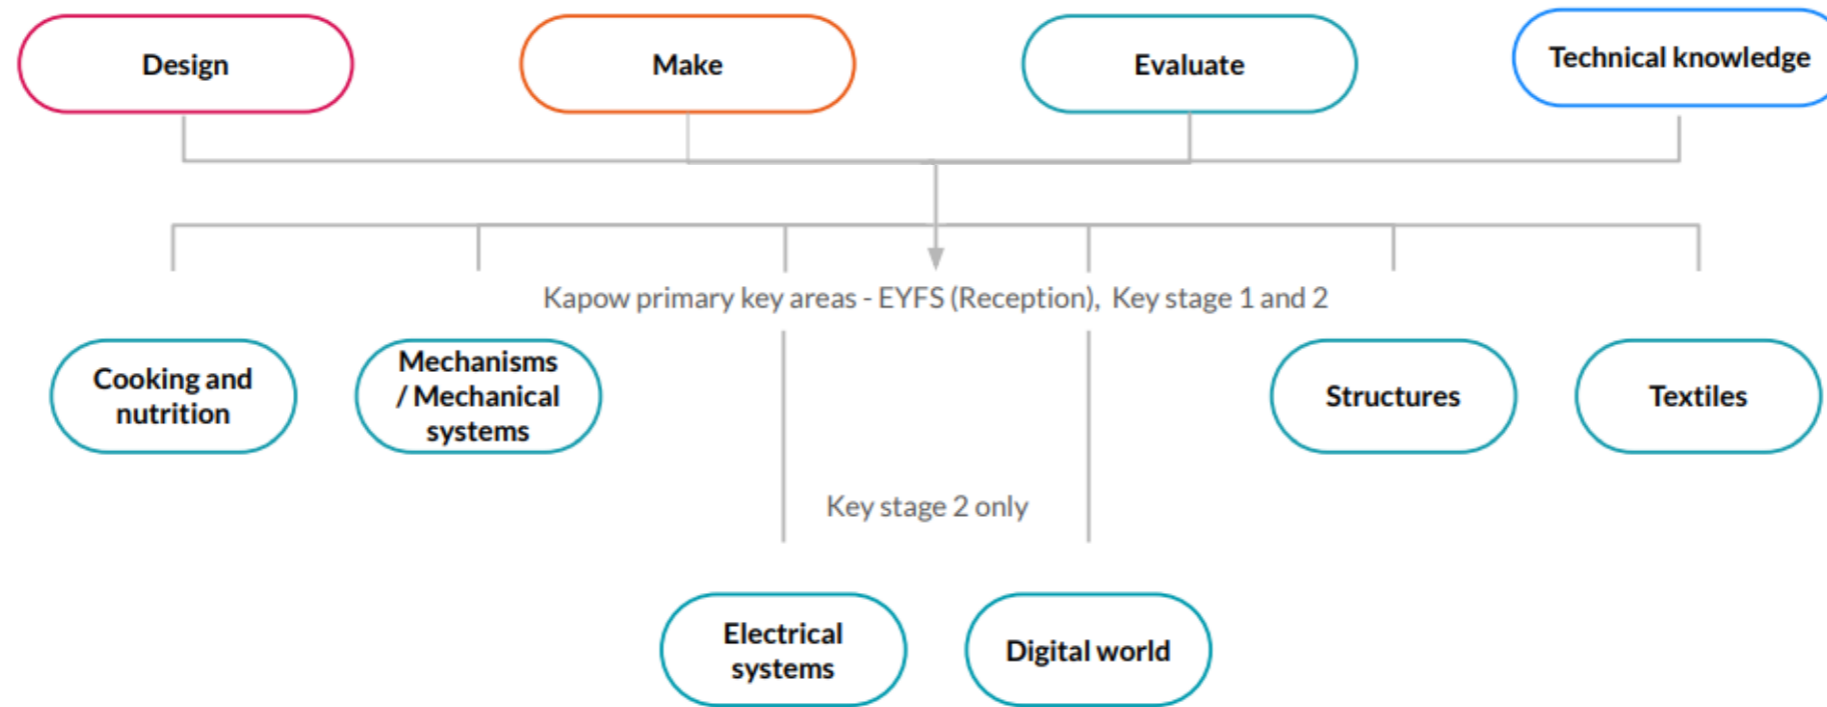 Design
Make
Evaluate
Technical knowledge
Kapow primary key areas - EYFS (Reception), Key stage 1 and 2
Cooking and
nutrition
Mechanisms
/ Mechanical
systems
Structures
Textiles
Key stage 2 only
Electrical
systems
Digital world